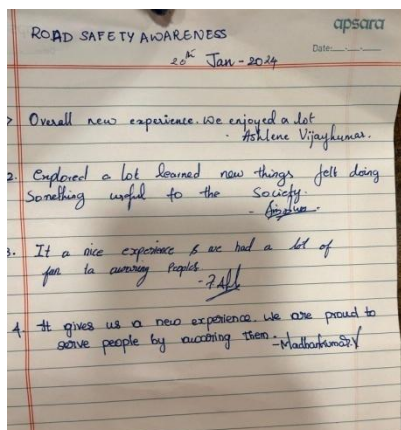 apsara
ROAD SAFETY AWARENESS
Date:
20th Jan - 2024
Overall new experience. We enjoyed a lot
- Ashlene Vijaykumar.
2. Explored a lot learned new things felt doing
Something useful to the Society.
3. It a nice experience & we had a lot of
fun to awaring Peoples
4. It gives us a new experience. We are proud to
serve people by awaring them - Madhankumar.V